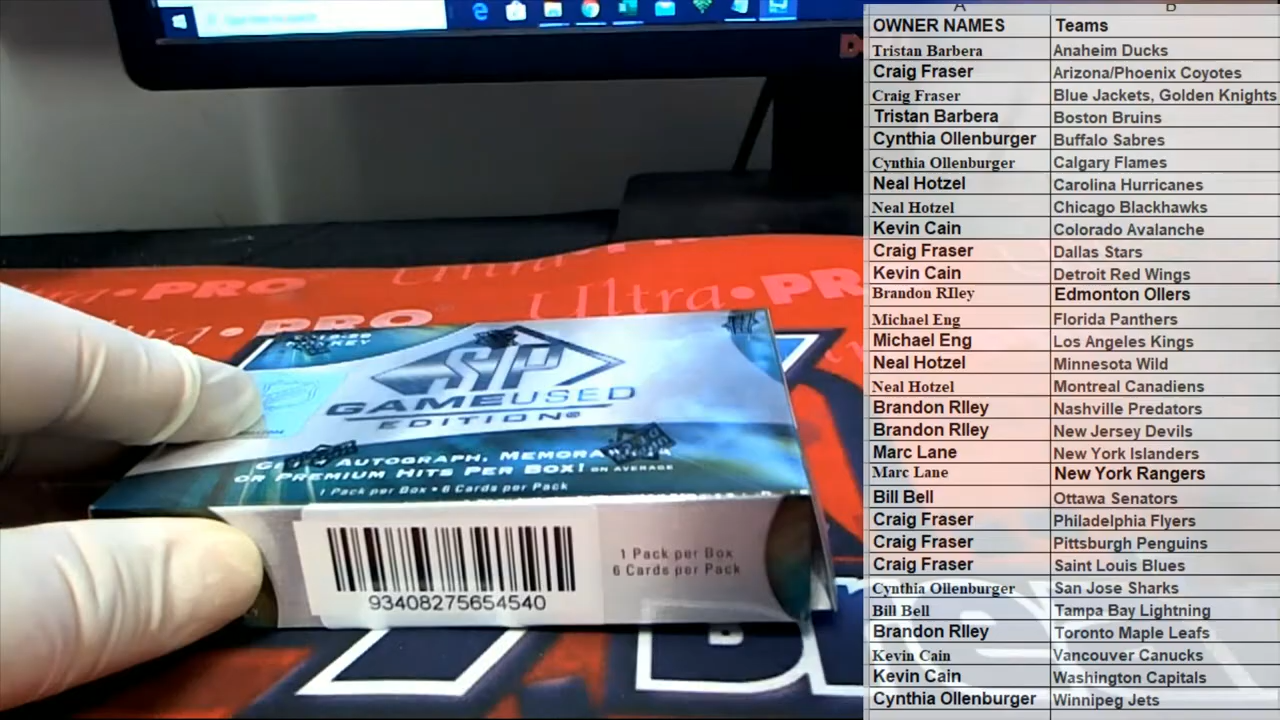 A B
OWNER NAMES Teams
Tristan Barbera Anaheim Ducks
Craig Fraser Arizona/Phoenix Coyotes
Craig Fraser Blue Jackets, Golden Knights
Tristan Barbera Boston Bruins
Cynthia Ollenburger Buffalo Sabres
Cynthia Ollenburger Calgary Flames
Neal Hotzel Carolina Hurricanes
Neal Hotzel Chicago Blackhawks
Kevin Cain Colorado Avalanche
Craig Fraser Dallas Stars
Kevin Cain Detroit Red Wings
Brandon RIley Edmonton Ollers
Michael Eng Florida Panthers
Michael Eng Los Angeles Kings
Neal Hotzel Minnesota Wild
Neal Hotzel Montreal Canadiens
Brandon RIley Nashville Predators
Brandon RIley New Jersey Devils
Marc Lane New York Islanders
Marc Lane New York Rangers
Bill Bell Ottawa Senators
Craig Fraser Philadelphia Flyers
Craig Fraser Pittsburgh Penguins
Craig Fraser Saint Louis Blues
Cynthia Ollenburger San Jose Sharks
Bill Bell Tampa Bay Lightning
Brandon RIley Toronto Maple Leafs
Kevin Cain Vancouver Canucks
Kevin Cain Washington Capitals
Cynthia Ollenburger Winnipeg Jets
Ultra PRO
SP
GAMEUSED
EDITION®
AUTOGRAPH,
OR PREMIUM HITS PER BOX! ON AVERAGE
1 Pack per Box • 6 Cards per Pack
1 Pack per Box
6 Cards per Pack
93408275654540